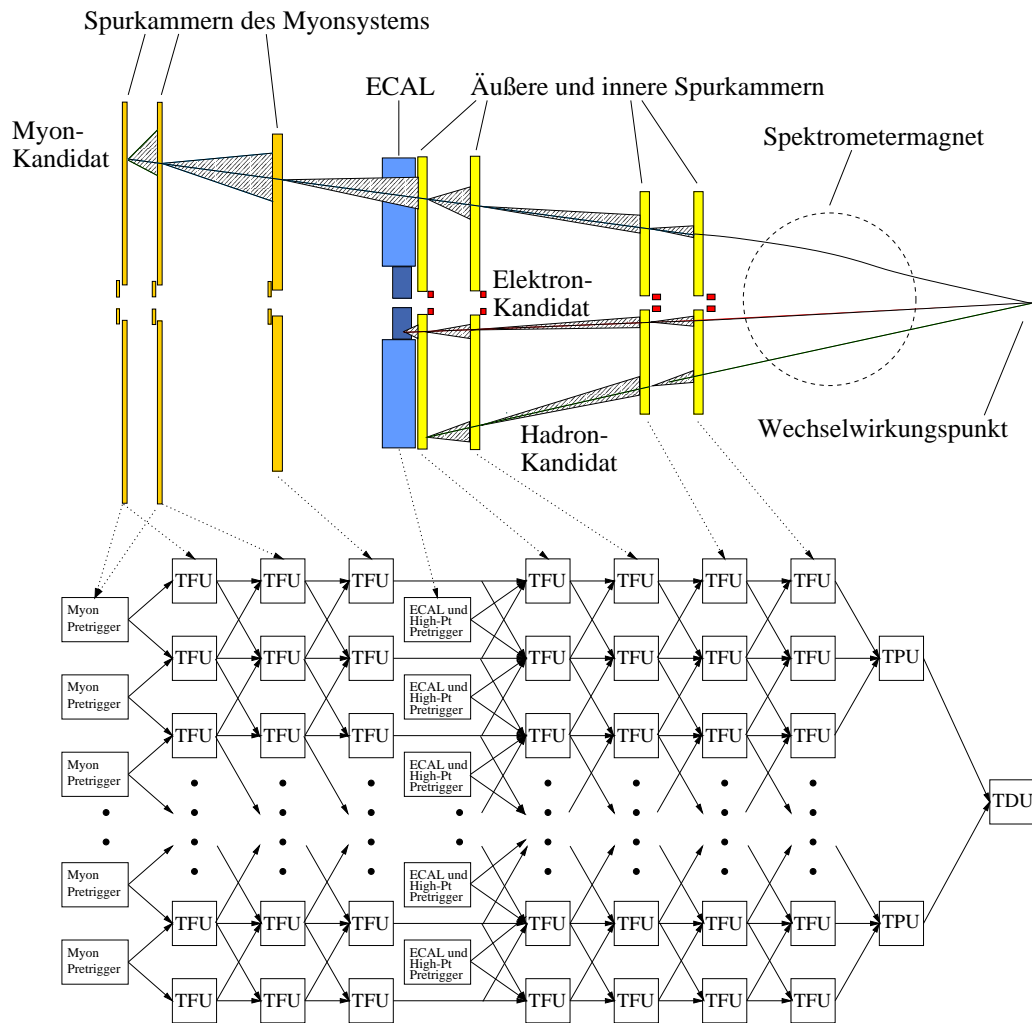 Spurkammern des Myonsystems
ECAL
Äußere und innere Spurkammern
Myon-
Kandidat
Spektrometermagnet
Elektron-
Kandidat
Wechselwirkungspunkt
Hadron-
Kandidat
TFU TFU TFU TFU TFU TFU TFU
Myon
Pretrigger
ECAL und
High-Pt
Pretrigger
TFU TFU TFU TFU TFU TFU TFU TPU
Myon
Pretrigger
ECAL und
High-Pt
Pretrigger
TFU TFU TFU TFU TFU TFU TFU
Myon
Pretrigger
ECAL und
High-Pt
Pretrigger
TDU
Myon
Pretrigger
ECAL und
High-Pt
Pretrigger
TFU TFU TFU TFU TFU TFU TFU TPU
Myon
Pretrigger
ECAL und
High-Pt
Pretrigger
TFU TFU TFU TFU TFU TFU TFU